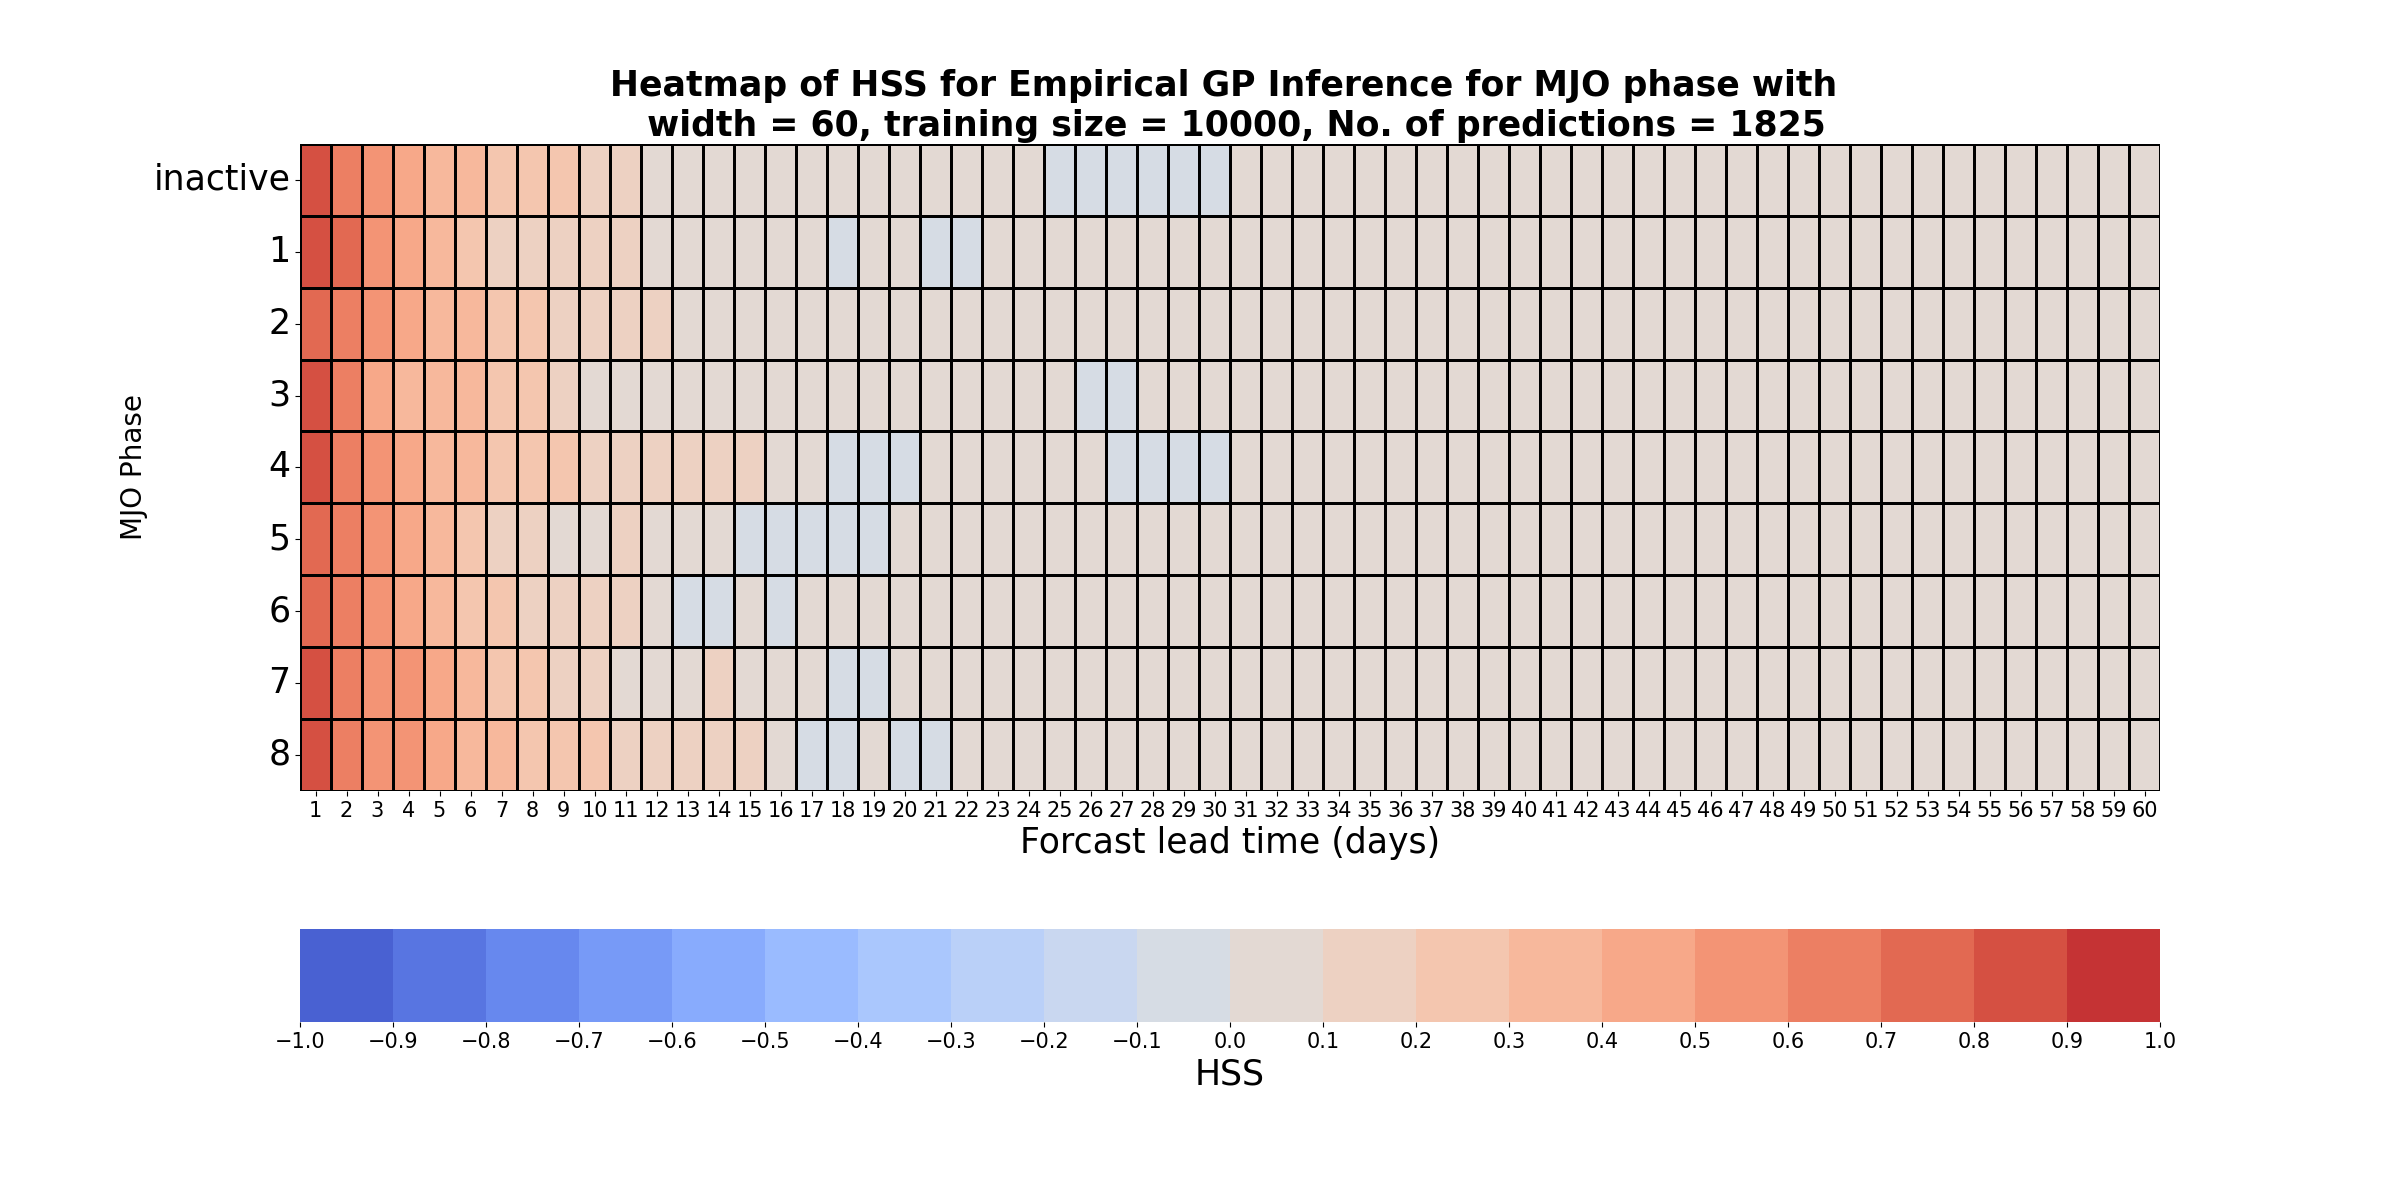 Heatmap of HSS for Empirical GP Inference for MJO phase with
width = 60, training size = 10000, No. of predictions = 1825
MJO Phase
inactive
1
2
3
4
5
6
7
8
1 2 3 4 5 6 7 8 9 10 11 12 13 14 15 16 17 18 19 20 21 22 23 24 25 26 27 28 29 30 31 32 33 34 35 36 37 38 39 40 41 42 43 44 45 46 47 48 49 50 51 52 53 54 55 56 57 58 59 60
Forcast lead time (days)
−1.0 −0.9 −0.8 −0.7 −0.6 −0.5 −0.4 −0.3 −0.2 −0.1 0.0 0.1 0.2 0.3 0.4 0.5 0.6 0.7 0.8 0.9 1.0
HSS